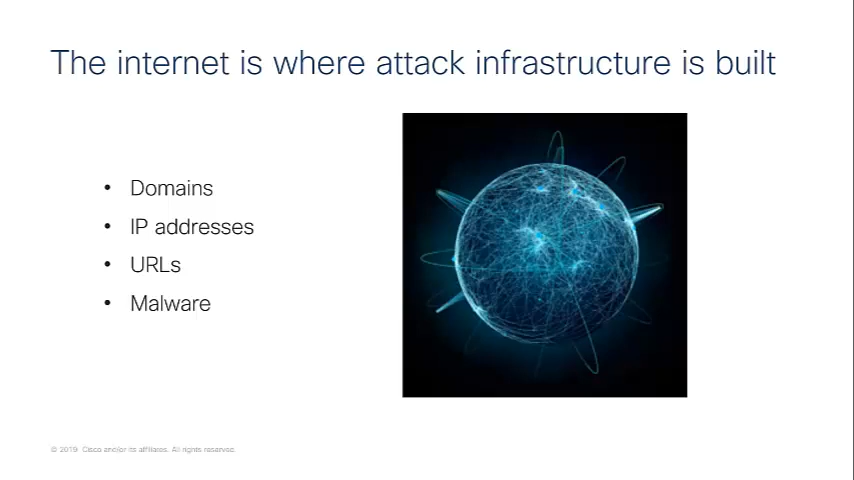 The internet is where attack infrastructure is built
• Domains
• IP addresses
• URLs
• Malware
© 2019 Cisco and/or its affiliates. All rights reserved.